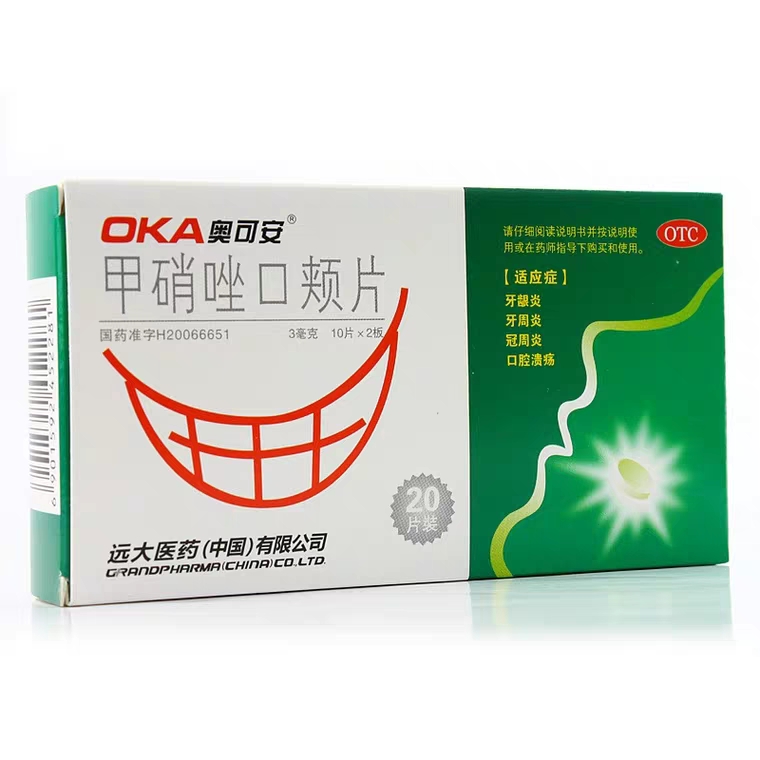 OKA奥可安®
甲硝唑口颊片
国药准字H20066651 3毫克 10片×2板
20
片装
远大医药(中国)有限公司
GRANDPHARMA(CHINA)CO.,LTD.
请仔细阅读说明书并按说明使
用或在药师指导下购买和使用。
OTC
【适应症】
牙龈炎
牙周炎
冠周炎
口腔溃疡
6901592452281